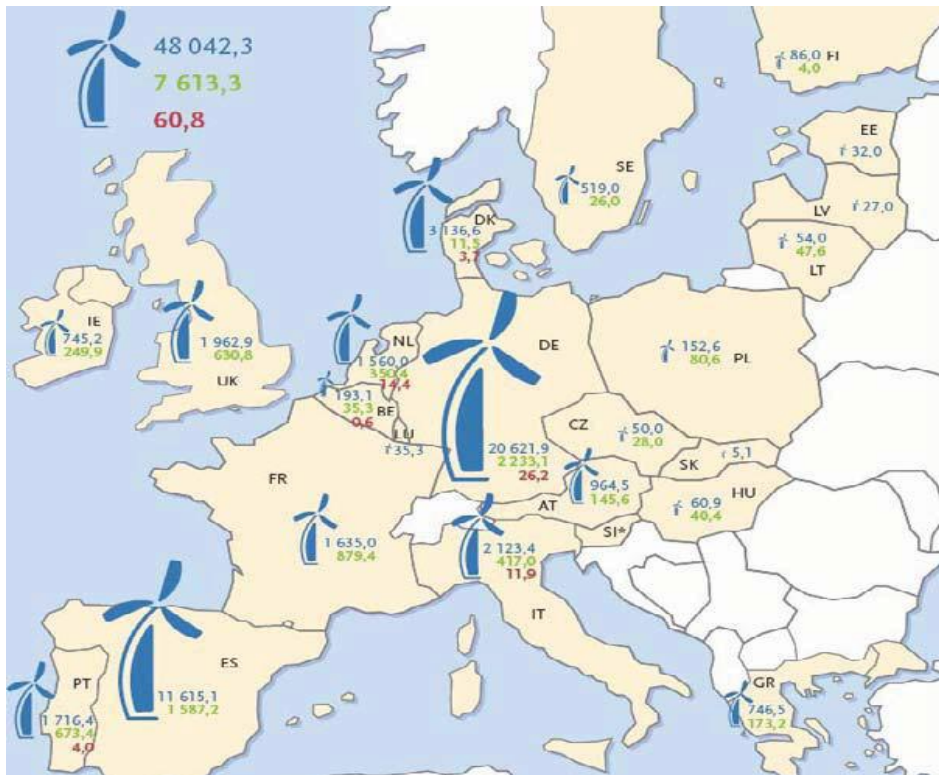 48 042,3
7 613,3
60,8
86,0 FI
4,0
EE
32,0
SE
519,0
26,0
LV
27,0
DK
3 136,6
11,5
3,7
54,0
47,6
LT
IE
745,2
249,9
1 962,9
630,8
UK
NL
1 560,0
350,4
14,4
DE
20 621,9
2 233,1
26,2
152,6
80,6
PL
193,1
35,3
0,6
BE
LU
35,3
CZ
50,0
28,0
SK
5,1
FR
1 635,0
879,4
964,5
145,6
AT
60,9
40,4
HU
SI*
2 123,4
417,0
11,9
IT
PT
1 716,4
673,4
4,0
ES
11 615,1
1 587,2
GR
746,5
173,2